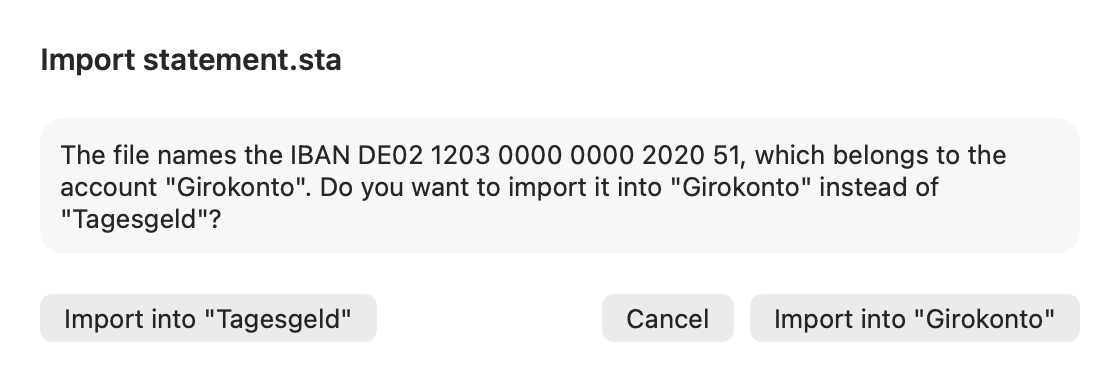 Import statement.sta
The file names the IBAN DE02 1203 0000 0000 2020 51, which belongs to the
account "Girokonto". Do you want to import it into "Girokonto" instead of
"Tagesgeld"?
Import into "Tagesgeld"
Cancel
Import into "Girokonto"